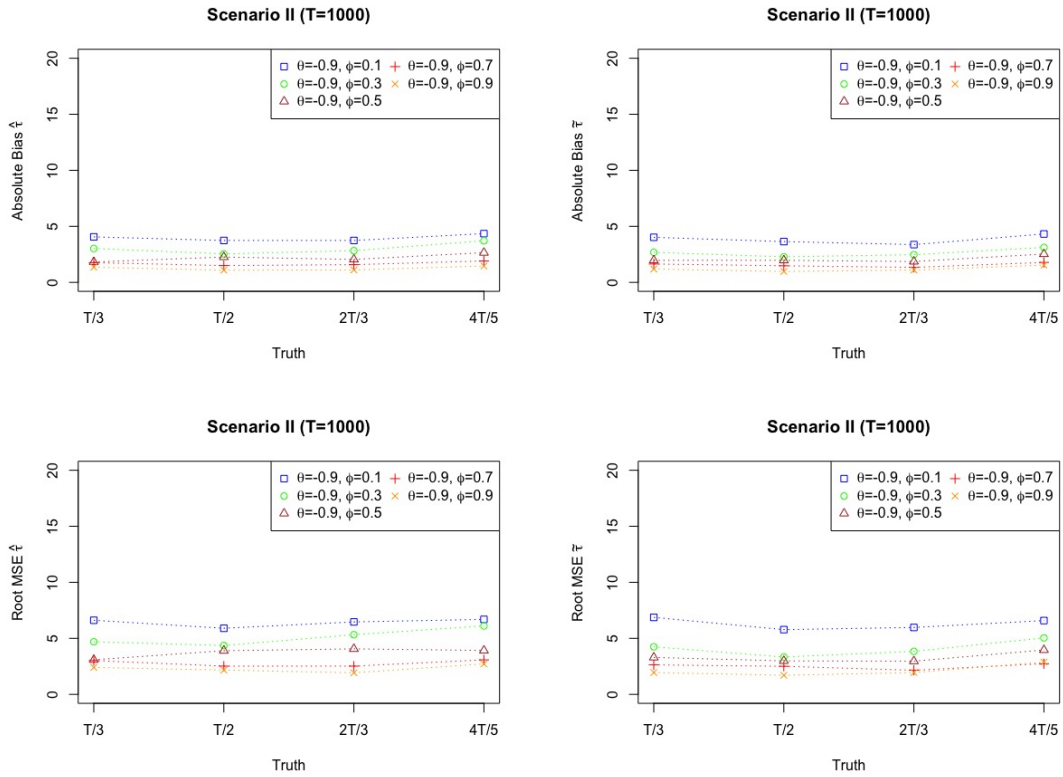 Scenario II (T=1000)
Absolute Bias τ̂
20
15
10
5
0
θ=-0.9, ϕ=0.1
θ=-0.9, ϕ=0.3
θ=-0.9, ϕ=0.5
θ=-0.9, ϕ=0.7
θ=-0.9, ϕ=0.9
T/3 T/2 2T/3 4T/5
Truth
Scenario II (T=1000)
Absolute Bias τ̃
20
15
10
5
0
θ=-0.9, ϕ=0.1
θ=-0.9, ϕ=0.3
θ=-0.9, ϕ=0.5
θ=-0.9, ϕ=0.7
θ=-0.9, ϕ=0.9
T/3 T/2 2T/3 4T/5
Truth
Scenario II (T=1000)
Root MSE τ̂
20
15
10
5
0
θ=-0.9, ϕ=0.1
θ=-0.9, ϕ=0.3
θ=-0.9, ϕ=0.5
θ=-0.9, ϕ=0.7
θ=-0.9, ϕ=0.9
T/3 T/2 2T/3 4T/5
Truth
Scenario II (T=1000)
Root MSE τ̃
20
15
10
5
0
θ=-0.9, ϕ=0.1
θ=-0.9, ϕ=0.3
θ=-0.9, ϕ=0.5
θ=-0.9, ϕ=0.7
θ=-0.9, ϕ=0.9
T/3 T/2 2T/3 4T/5
Truth